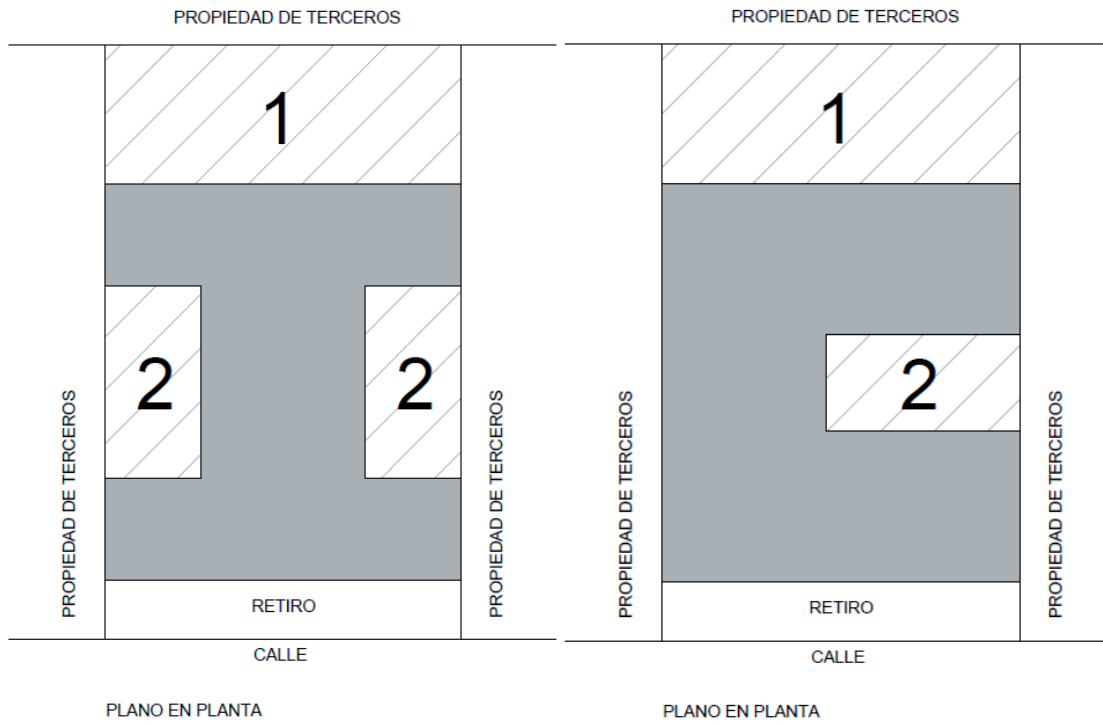 PROPIEDAD DE TERCEROS
1
2
2
PROPIEDAD DE TERCEROS
PROPIEDAD DE TERCEROS
RETIRO
CALLE
PLANO EN PLANTA
PROPIEDAD DE TERCEROS
1
2
PROPIEDAD DE TERCEROS
PROPIEDAD DE TERCEROS
RETIRO
CALLE
PLANO EN PLANTA